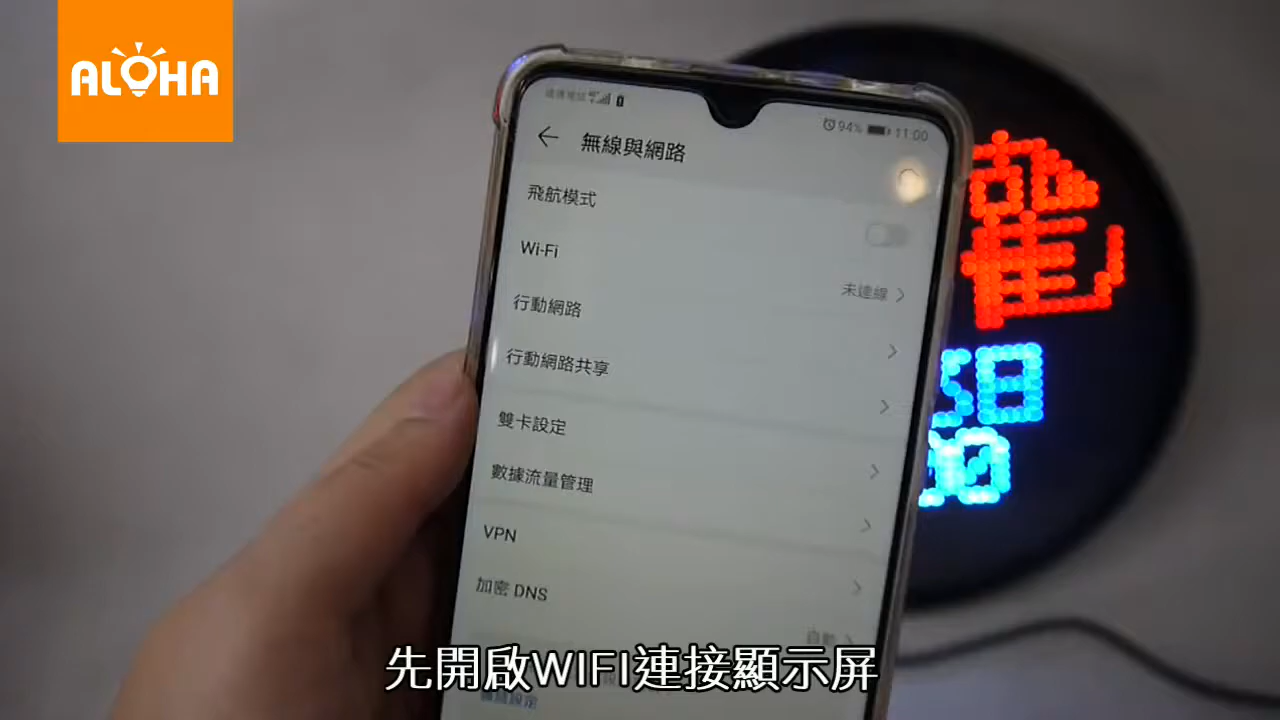 ALOHA
94% 11:00
無線與網路
飛航模式
Wi-Fi
未連線
行動網路
行動網路共享
雙卡設定
數據流量管理
VPN
加密 DNS
自動
先開啟WIFI連接顯示屏